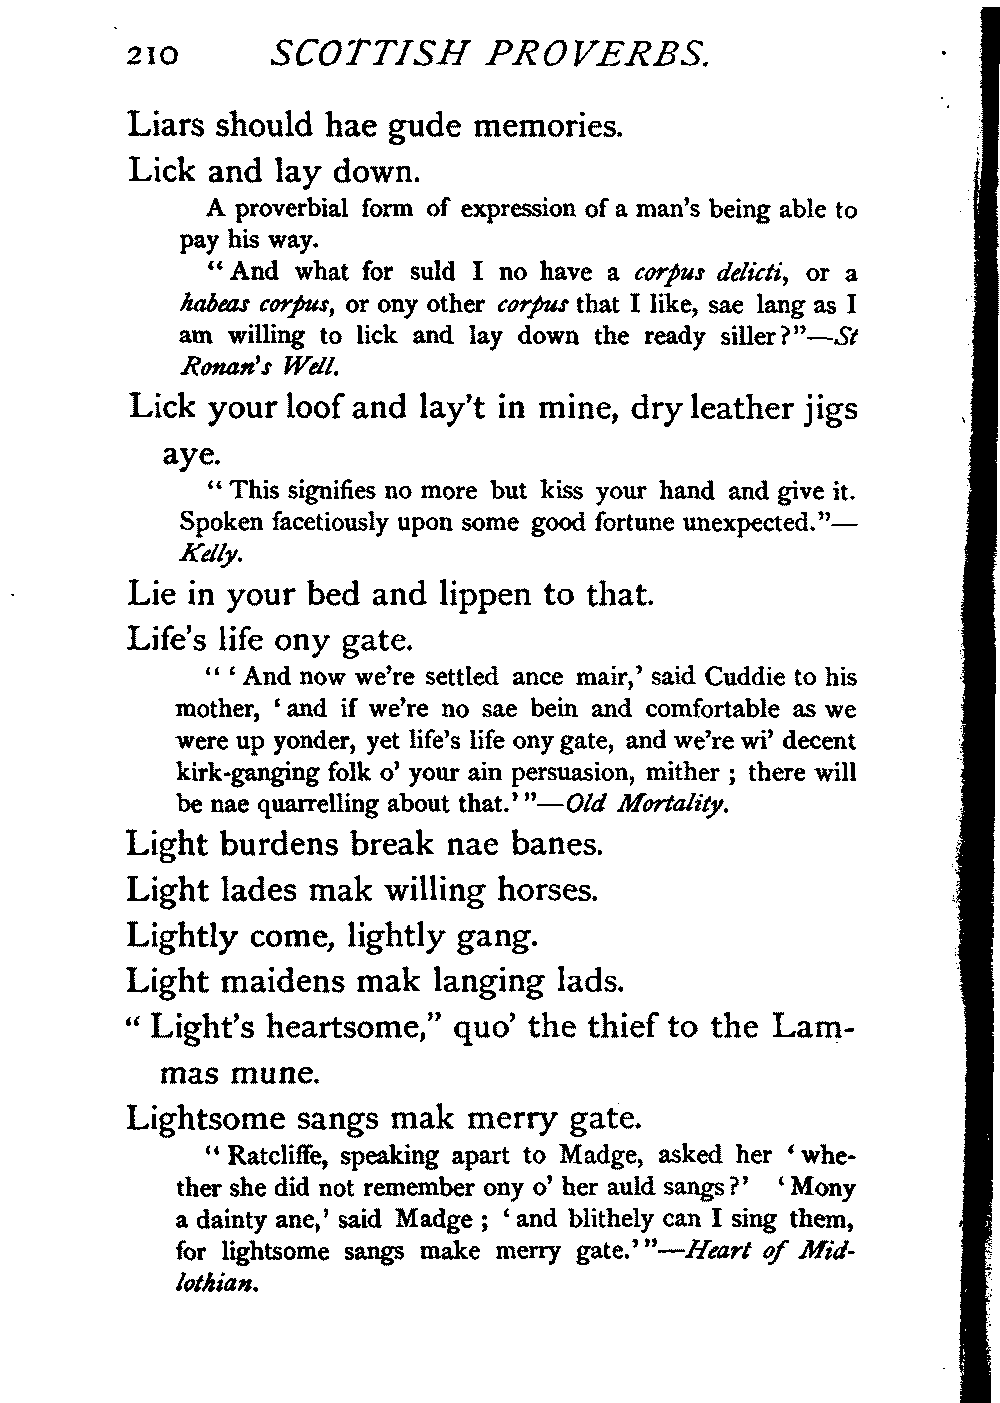 210 SCOTTISH PROVERBS.
Liars should hae gude memories.
Lick and lay down.
A proverbial form of expression of a man's being able to
pay his way.
"And what for suld I no have a corpus delicti, or a
habeas corpus, or ony other corpus that I like, sae lang as I
am willing to lick and lay down the ready siller?"—St
Ronan's Well.
Lick your loof and lay't in mine, dry leather jigs
aye.
"This signifies no more but kiss your hand and give it.
Spoken facetiously upon some good fortune unexpected."—
Kelly.
Lie in your bed and lippen to that.
Life's life ony gate.
"'And now we're settled ance mair,' said Cuddie to his
mother, 'and if we're no sae bein and comfortable as we
were up yonder, yet life's life ony gate, and we're wi' decent
kirk-ganging folk o' your ain persuasion, mither ; there will
be nae quarrelling about that.'"—Old Mortality.
Light burdens break nae banes.
Light lades mak willing horses.
Lightly come, lightly gang.
Light maidens mak langing lads.
"Light's heartsome," quo' the thief to the Lam-
mas mune.
Lightsome sangs mak merry gate.
"Ratcliffe, speaking apart to Madge, asked her 'whe-
ther she did not remember ony o' her auld sangs?' 'Mony
a dainty ane,' said Madge ; 'and blithely can I sing them,
for lightsome sangs make merry gate.'"—Heart of Mid-
lothian.